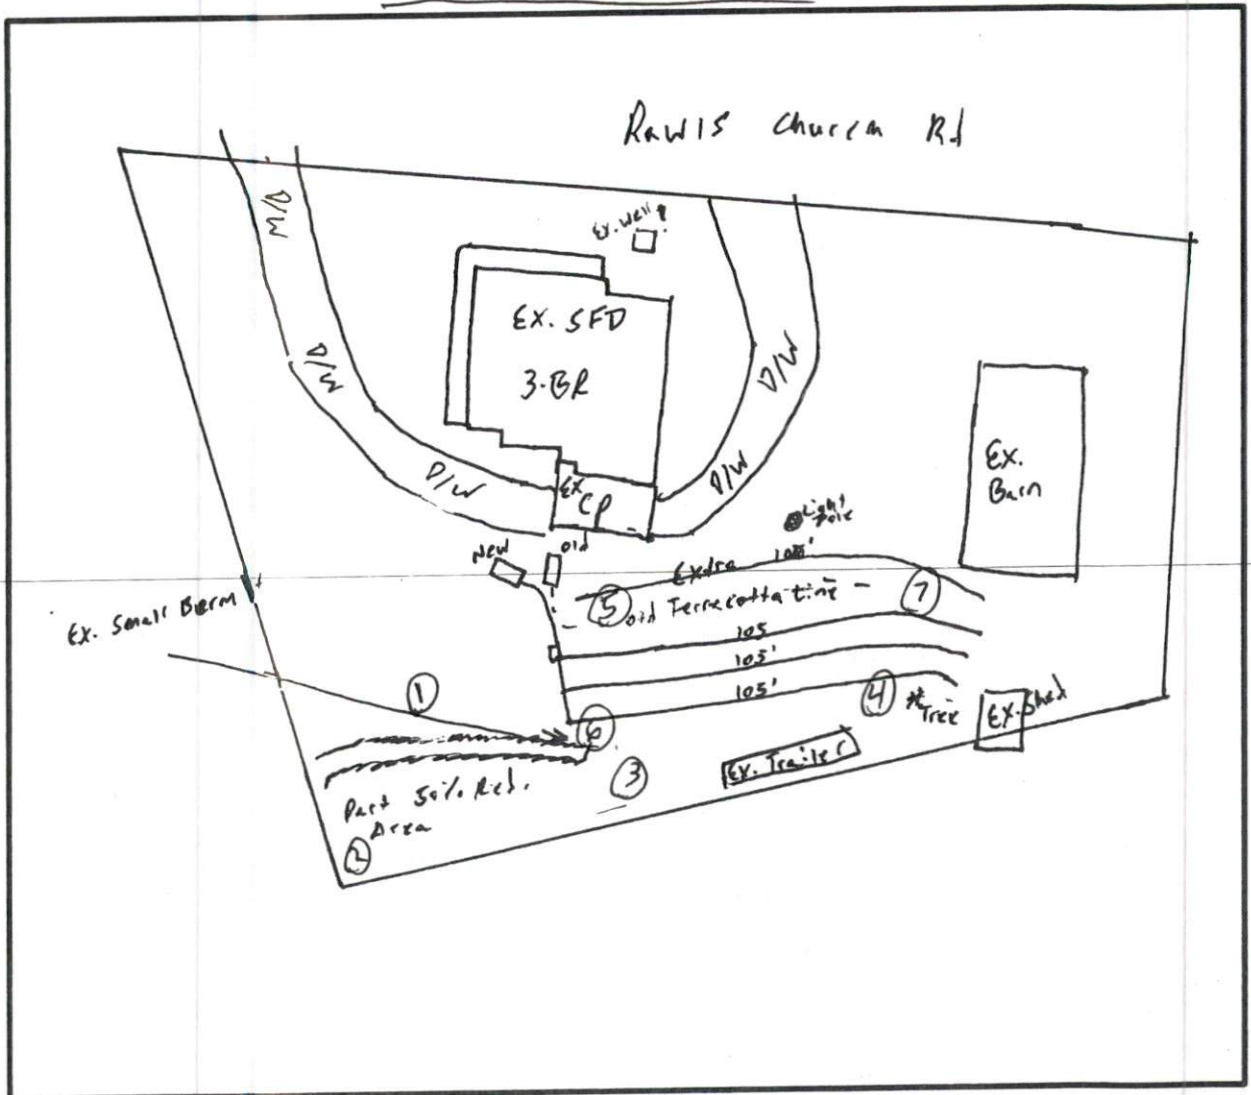 Rawls Church Rd
D/W
Ex. Well
EX. SFD
3-BR
D/W
D/W
Ex.
Barn
D/W
D/W
EX
CP
Light
Pole
New
Old
Extra
5
Old Terracotta Line
7
Ex. Small Berm
105
105'
105'
1
4
Tree
EX. Shed
6
3
Ex. Trailer
Part 50% Red.
Area
2